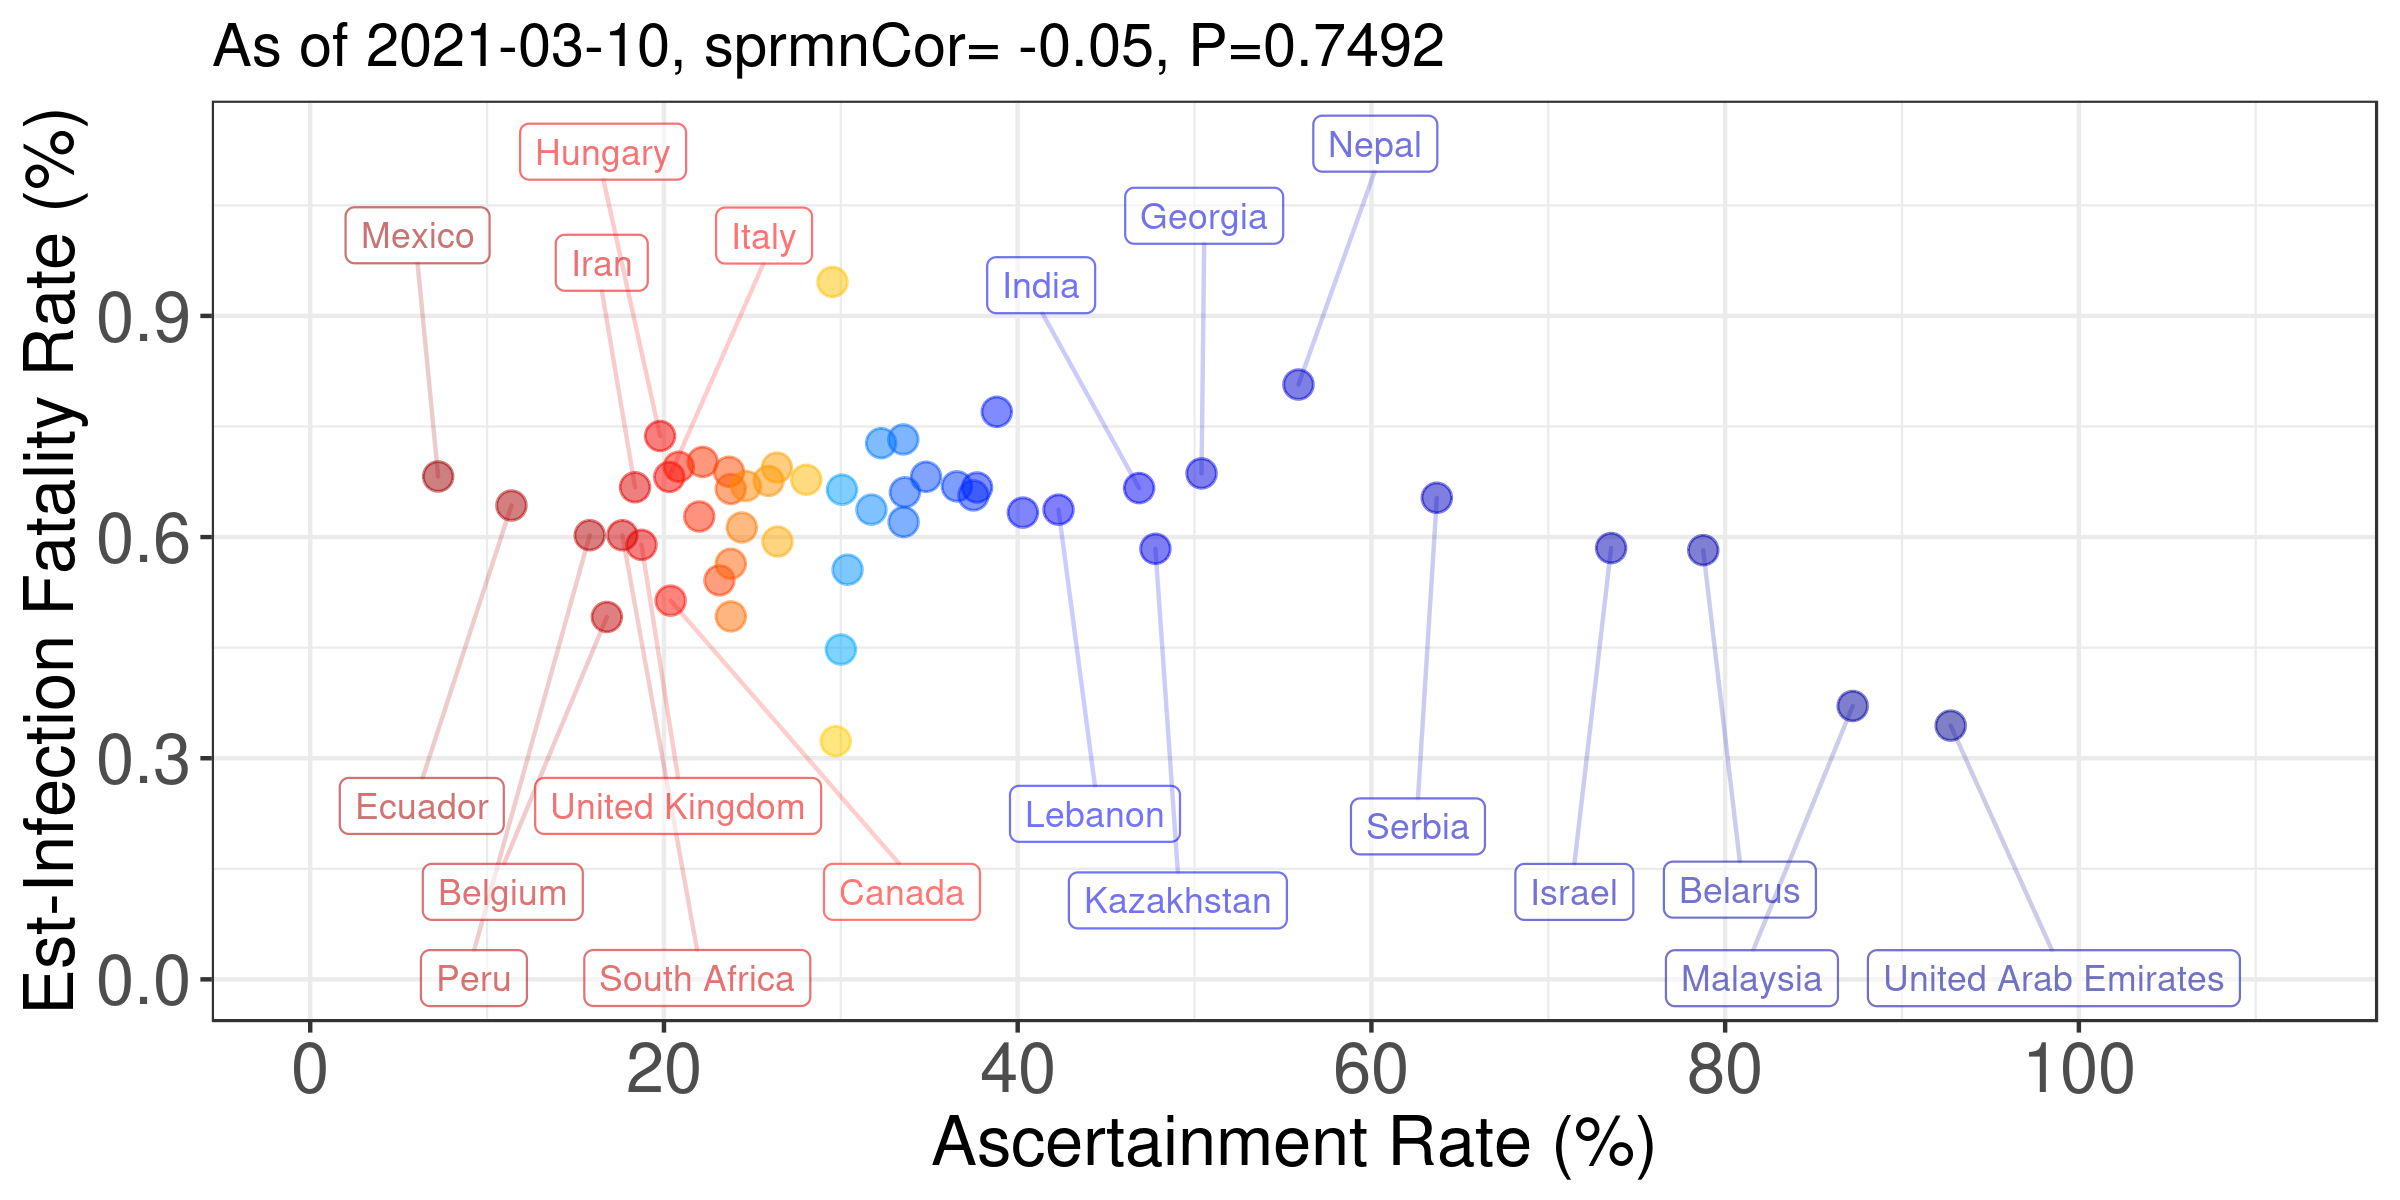 As of 2021-03-10, sprmnCor= -0.05, P=0.7492
Est-Infection Fatality Rate (%)
0.9
0.6
0.3
0.0
Hungary
Nepal
Mexico
Iran
Italy
Georgia
India
Ecuador
United Kingdom
Lebanon
Serbia
Belgium
Canada
Kazakhstan
Israel
Belarus
Peru
South Africa
Malaysia
United Arab Emirates
0 20 40 60 80 100
Ascertainment Rate (%)